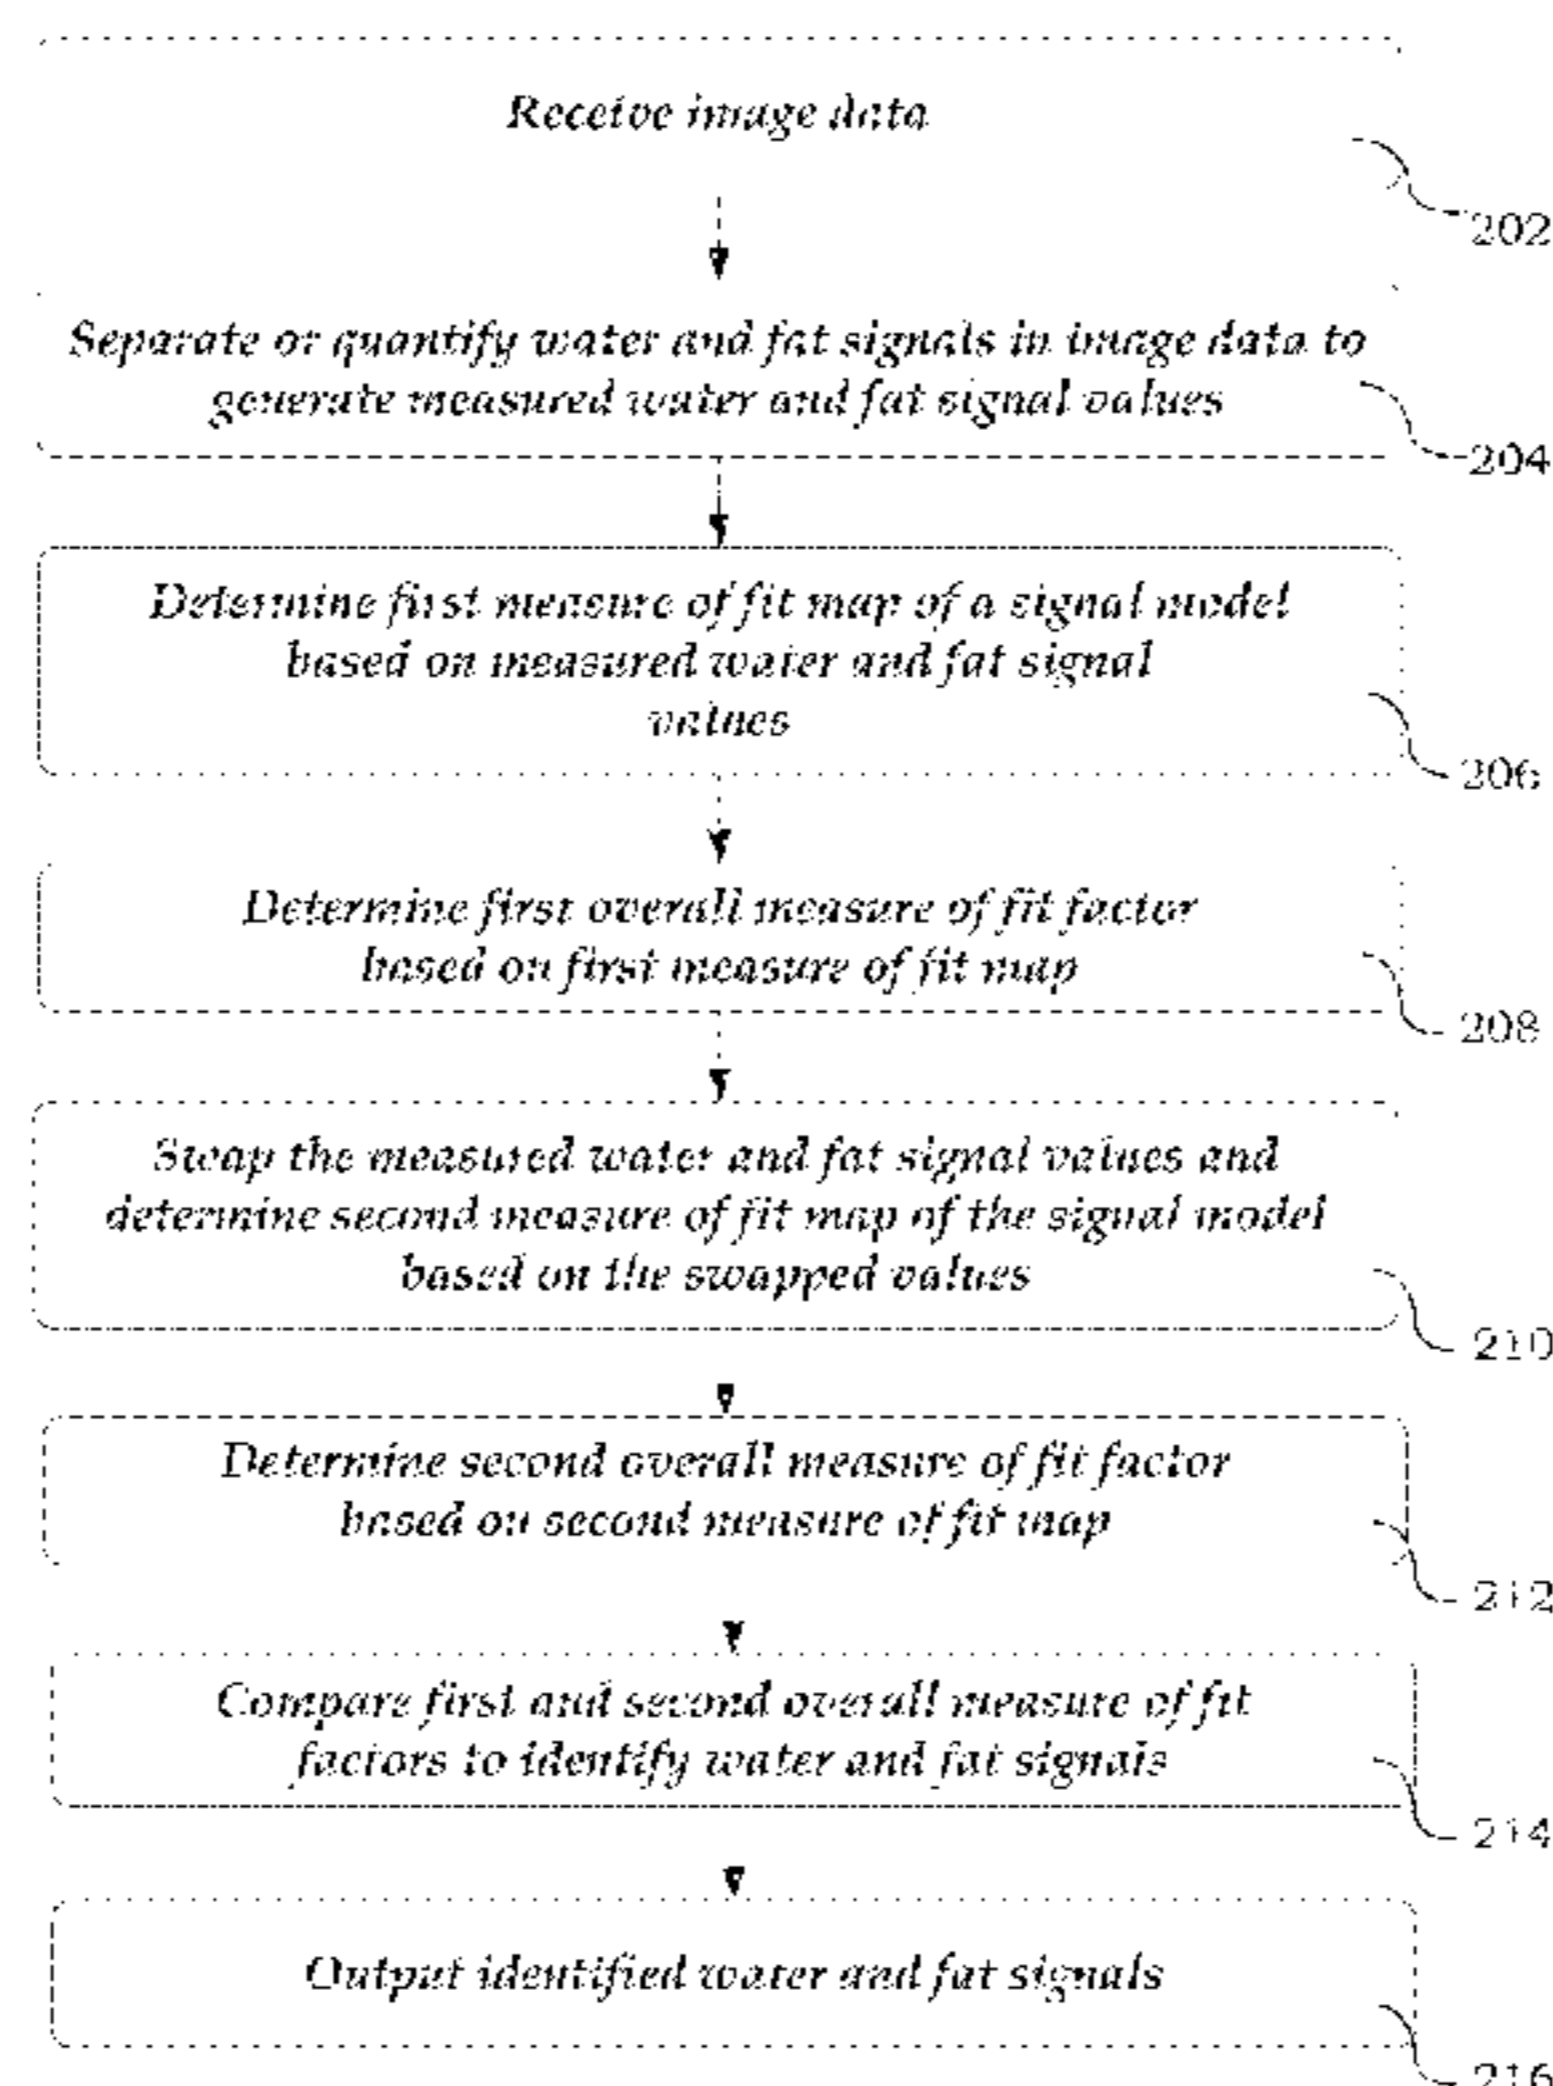 Receive image data
202
Separate or quantify water and fat signals in image data to
generate measured water and fat signal values
204
Determine first measure of fit map of a signal model
based on measured water and fat signal
values
206
Determine first overall measure of fit factor
based on first measure of fit map
208
Swap the measured water and fat signal values and
determine second measure of fit map of the signal model
based on the swapped values
210
Determine second overall measure of fit factor
based on second measure of fit map
212
Compare first and second overall measure of fit
factors to identify water and fat signals
214
Output identified water and fat signals
216